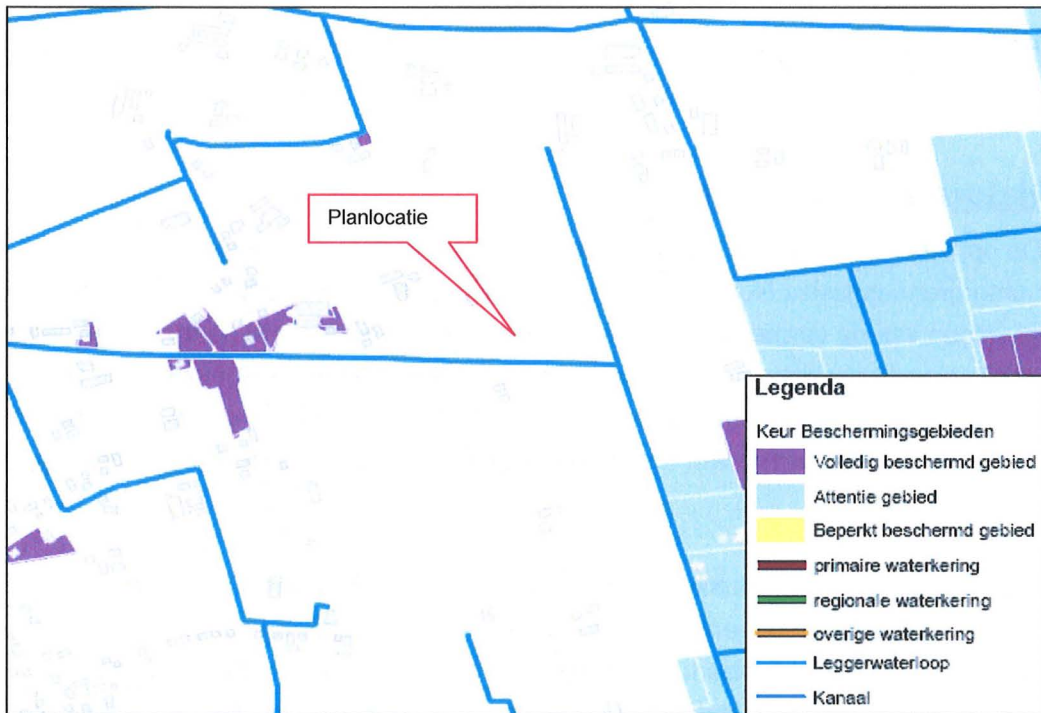 Planlocatie
Legenda
Keur Beschermingsgebieden
Volledig beschermd gebied
Attentie gebied
Beperkt beschermd gebied
primaire waterkering
regionale waterkering
overige waterkering
Leggerwaterloop
Kanaal